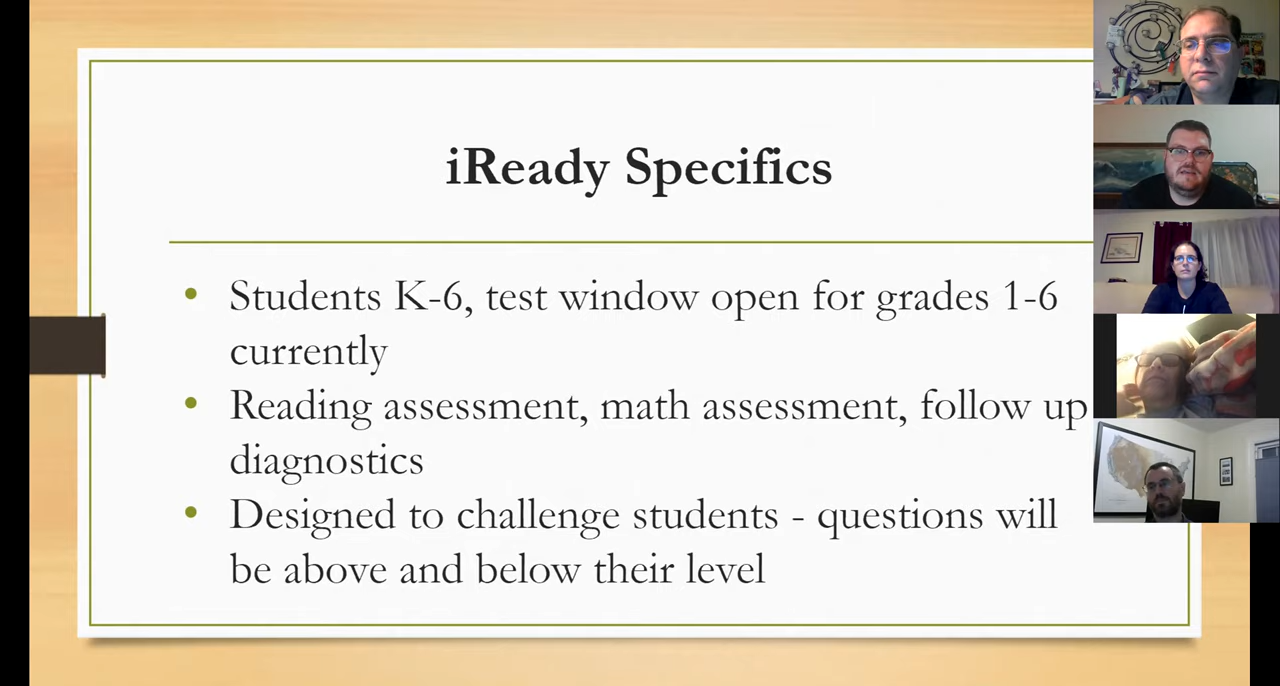 iReady Specifics
• Students K-6, test window open for grades 1-6
currently
• Reading assessment, math assessment, follow up
diagnostics
• Designed to challenge students - questions will
be above and below their level